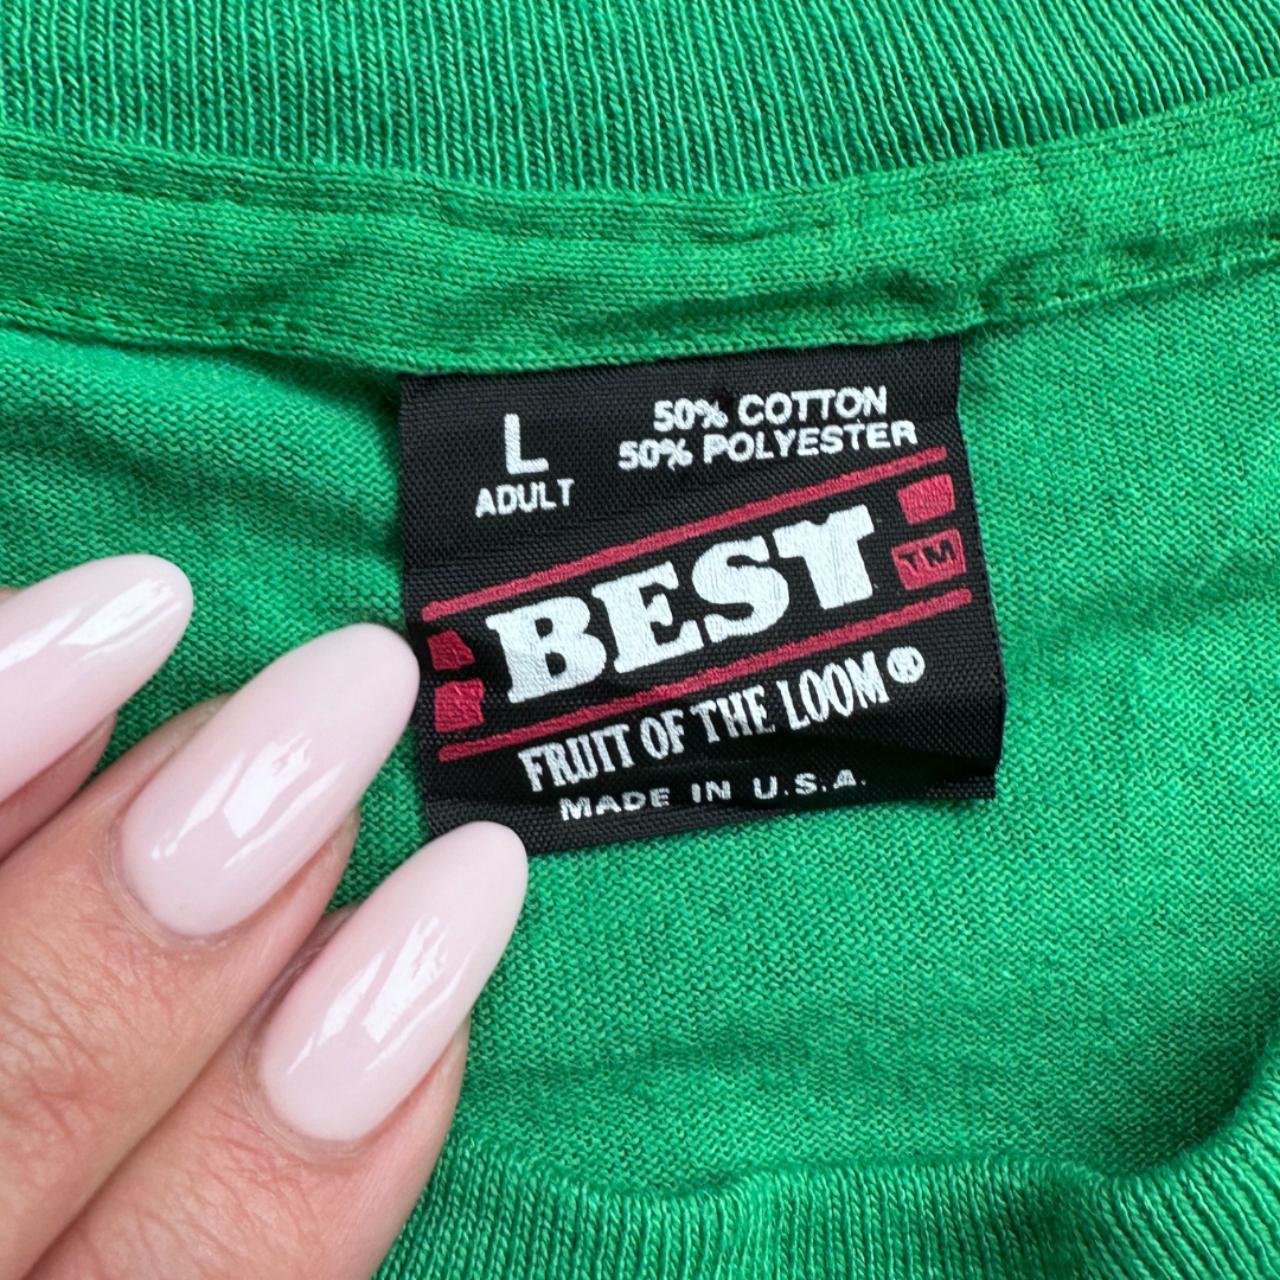 L
ADULT
50% COTTON
50% POLYESTER
BEST
TM
FRUIT OF THE LOOM®
MADE IN U.S.A.